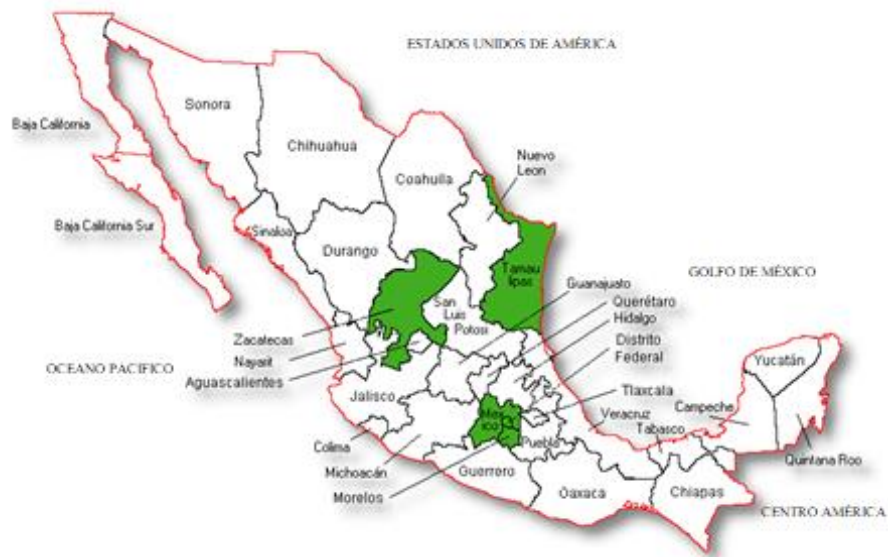 ESTADOS UNIDOS DE AMÉRICA
Sonora
Baja California
Chihuahua
Nuevo
Leon
Coahuila
Baja California Sur
Sinaloa
Durango
Tamau
lipas
GOLFO DE MÉXICO
Guanajuato
San
Luis
Potosi
Querétaro
Hidalgo
Zacatecas
Distrito
Federal
Nayarit
OCEANO PACIFICO
Aguascalientes
Yucatán
Jalisco
Tlaxcala
Campeche
Veracruz
Mex
ico
Tabasco
Colima
Puebla
Michoacán
Quintana Roo
Guerrero
Morelos
Oaxaca
Chiapas
CENTRO AMÉRICA